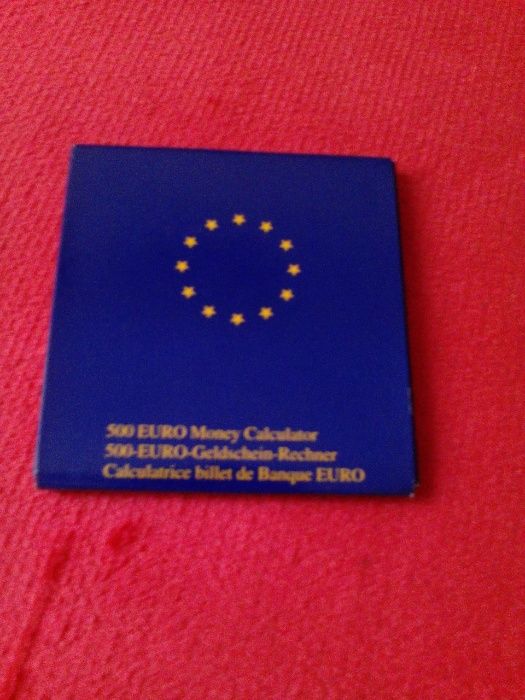 500 EURO Money Calculator
500-EURO-Geldschein-Rechner
Calculatrice billet de Banque EURO